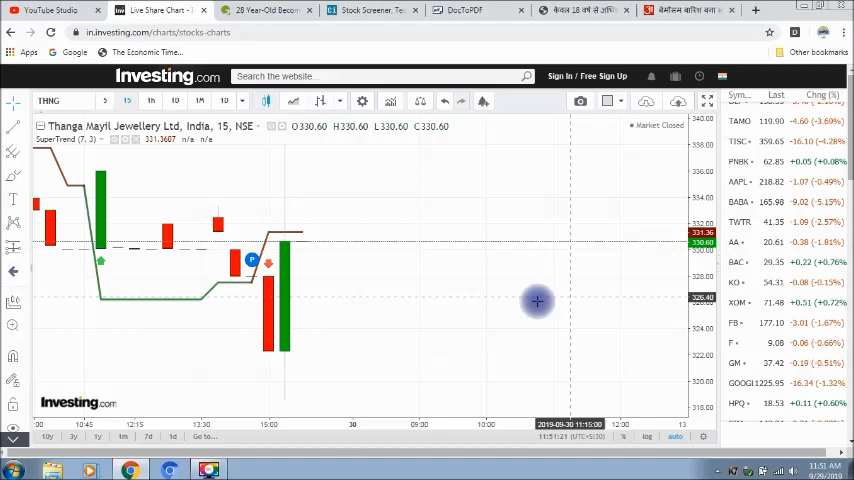 YouTube Studio
Live Share Chart -
28 Year-Old Becom
Stock Screener, Tec
DocToPDF
केवल 18 वर्ष से अधि
बेमौसम बारिश बना
in.investing.com/charts/stocks-charts
Apps
G Google
The Economic Time...
Other bookmarks
Investing.com
Search the website...
Sign In / Free Sign Up
THNG
5 15 1h 1H 1M 1D
Thanga Mayil Jewellery Ltd, India, 15, NSE
O330.60 H330.60 L330.60 C330.60
Market Closed
SuperTrend (7, 3)
331.3607 n/a n/a
P
340.00
338.00
336.00
334.00
332.00
331.36
330.60
330.00
328.00
326.40
324.00
322.00
320.00
318.00
Investing.com
:00 10:45 12:15 13:30 15:00 30 09:00 10:00 2019-09-30 11:15:00 12:00 13:
10y 3y 1y 1m 7d 1d Go to...
11:51:21 (UTC+5:30) % log auto
Sym... Last Chng (%)
TAMO 119.90 -4.60 (-3.69%)
TISC 359.65 -16.10 (-4.28%)
PNBK 62.85 +0.05 (+0.08%
AAPL 218.82 -1.07 (-0.49%)
BABA 165.98 -9.02 (-5.15%)
TWTR 41.35 -1.09 (-2.57%)
AA 20.61 -0.38 (-1.81%)
BAC 29.35 +0.22 (+0.76%
KO 54.31 -0.08 (-0.15%)
XOM 71.48 +0.51 (+0.72%
FB 177.10 -3.01 (-1.67%)
F 9.08 -0.06 (-0.66%)
GM 37.42 -0.19 (-0.51%)
GOOGl 1225.95 -16.34 (-1.32%
HPQ 18.53 +0.11 (+0.60%
11:51 AM
9/29/2019